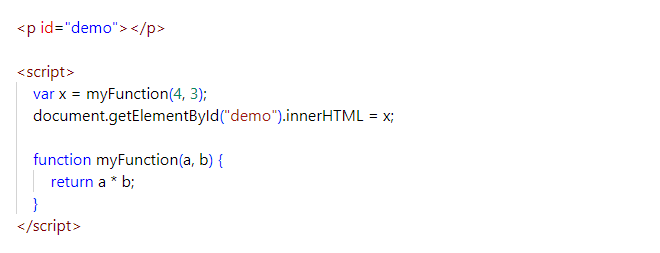 <p id="demo"></p>
<script>
var x = myFunction(4, 3);
document.getElementById("demo").innerHTML = x;
function myFunction(a, b) {
return a * b;
}
</script>